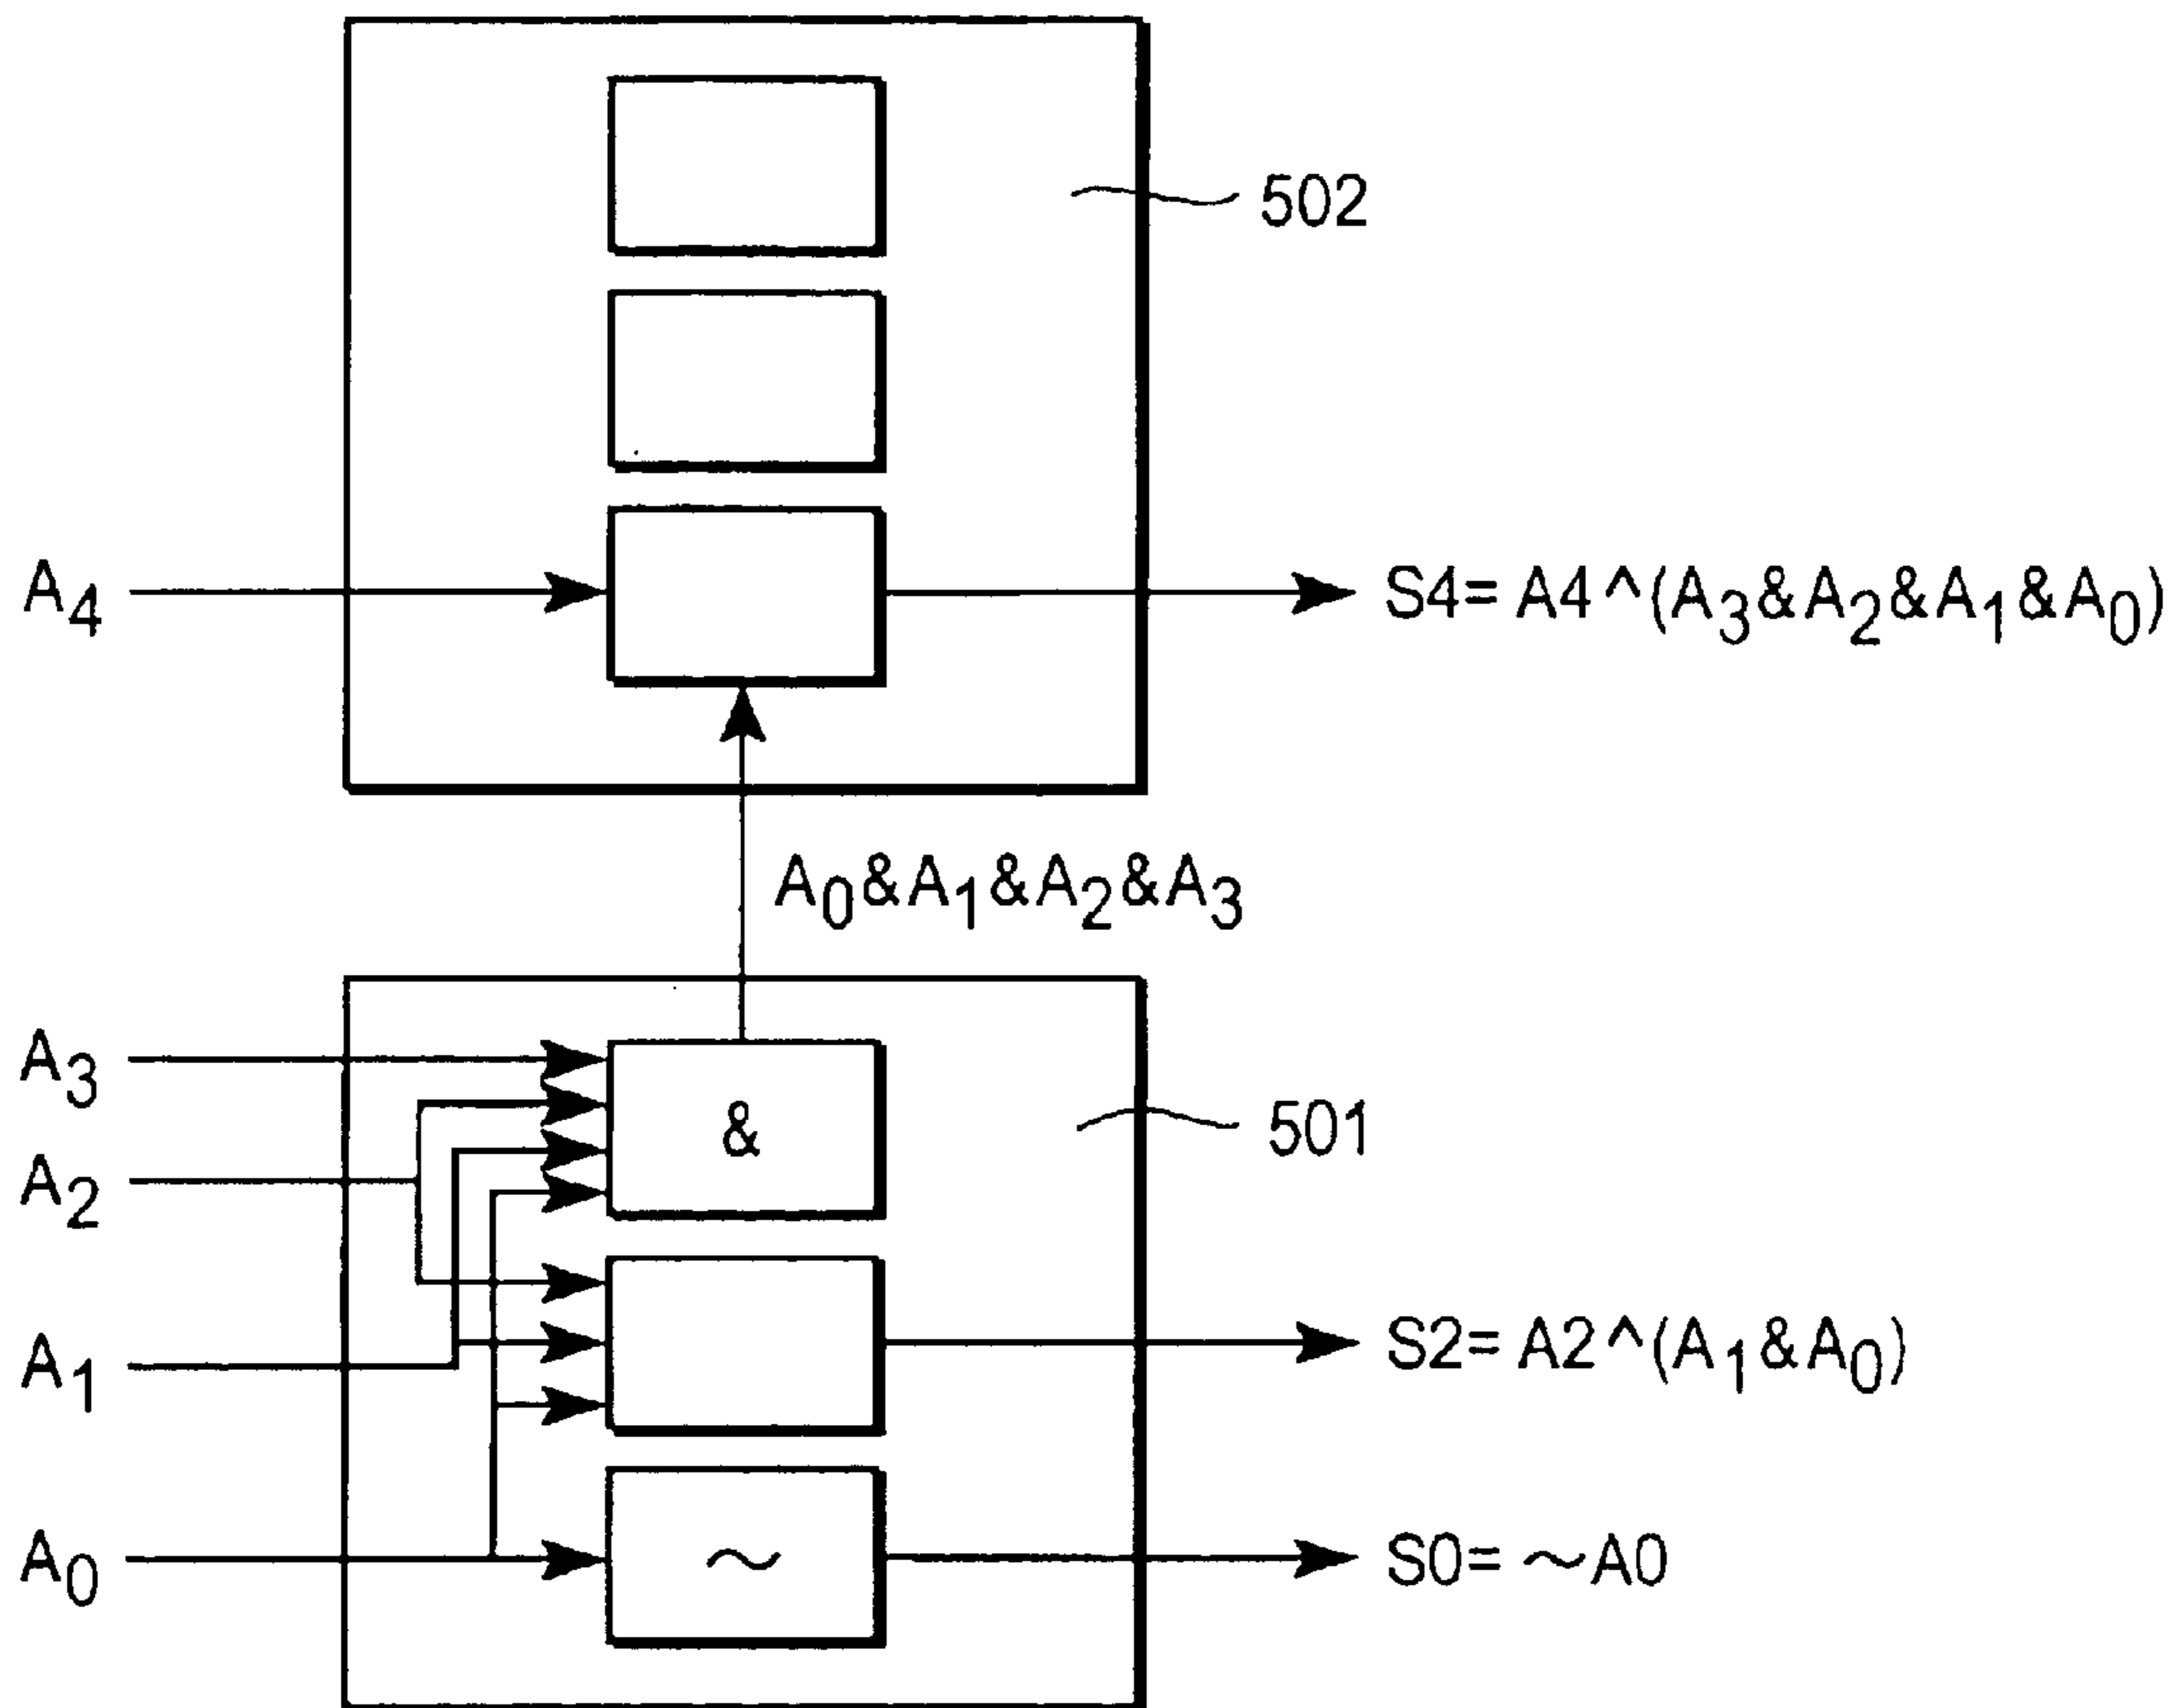 502
A4
S4= A4^(A3&A2&A1&A0)
A0&A1&A2&A3
A3
&
501
A2
A1
S2= A2^(A1&A0)
A0
~
S0= ~A0